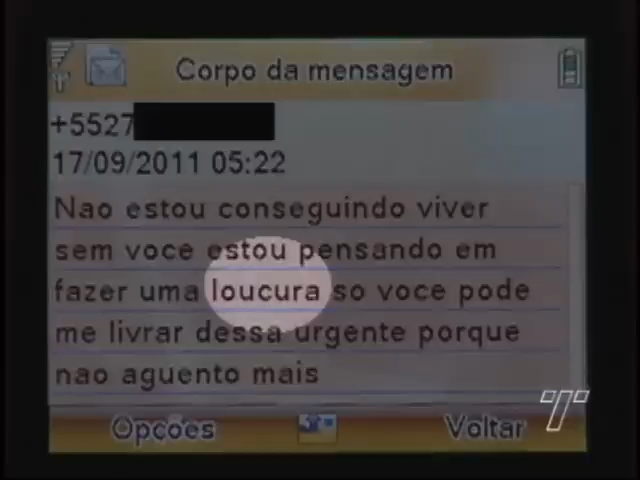 Corpo da mensagem
+5527
17/09/2011 05:22
Nao estou conseguindo viver
sem voce estou pensando em
fazer uma loucura so voce pode
me livrar dessa urgente porque
nao aguento mais
Opções
Voltar
T